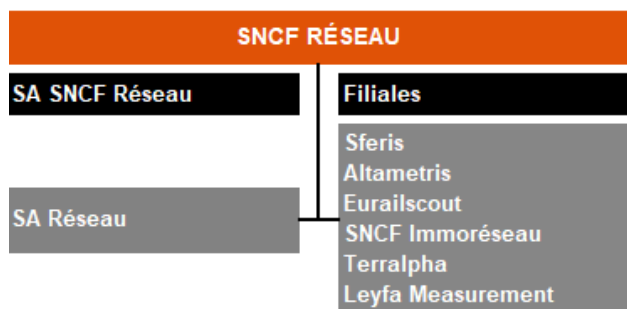 SNCF RÉSEAU
SA SNCF Réseau
Filiales
SA Réseau
Sferis
Altametris
Eurailscout
SNCF Immoréseau
Terralpha
Leyfa Measurement